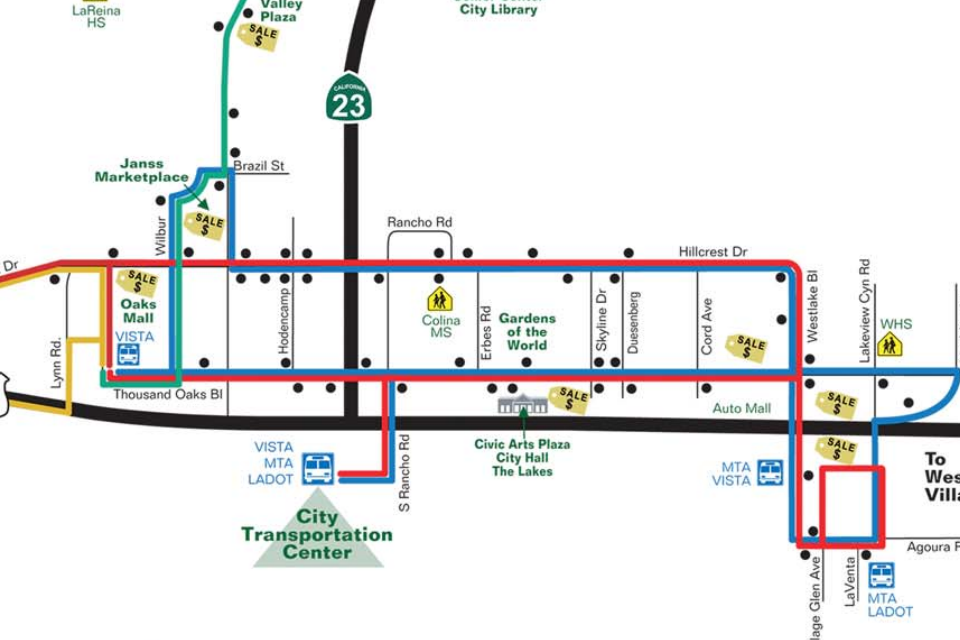 LaReina
HS
Valley
Plaza
SALE
$
City Library
CALIFORNIA
23
Janss
Marketplace
Brazil St
SALE
$
Wilbur
Rancho Rd
Hillcrest Dr
Dr
SALE
$
Oaks
Mall
VISTA
Lynn Rd.
Hodencamp
Colina
MS
Erbes Rd
Gardens
of the
World
Skyline Dr
Duesenberg
Cord Ave
SALE
$
Westlake Bl
Lakeview Cyn Rd
WHS
Thousand Oaks Bl
SALE
$
Auto Mall
SALE
$
SALE
$
VISTA
MTA
LADOT
S Rancho Rd
Civic Arts Plaza
City Hall
The Lakes
MTA
VISTA
To
City
Transportation
Center
Agoura
Glen Ave
LaVenta
MTA
LADOT